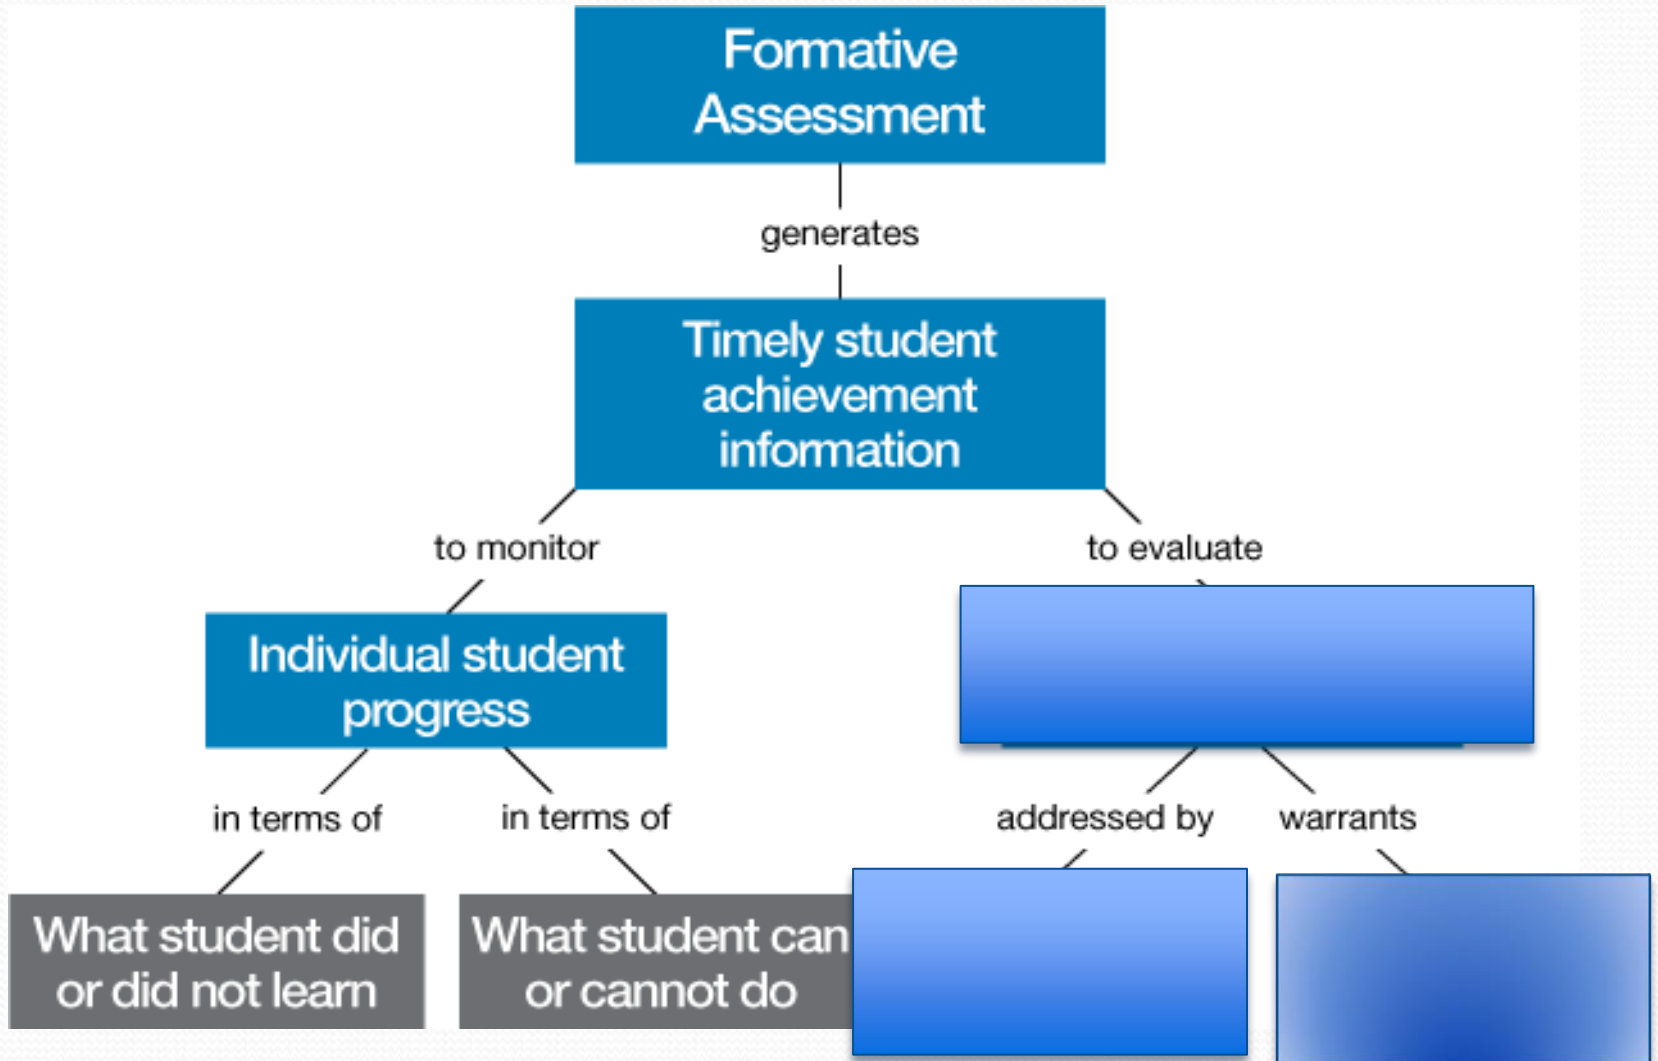 Formative
Assessment
generates
Timely student
achievement
information
to monitor
to evaluate
Individual student
progress
in terms of
in terms of
addressed by
warrants
What student did
or did not learn
What student can
or cannot do